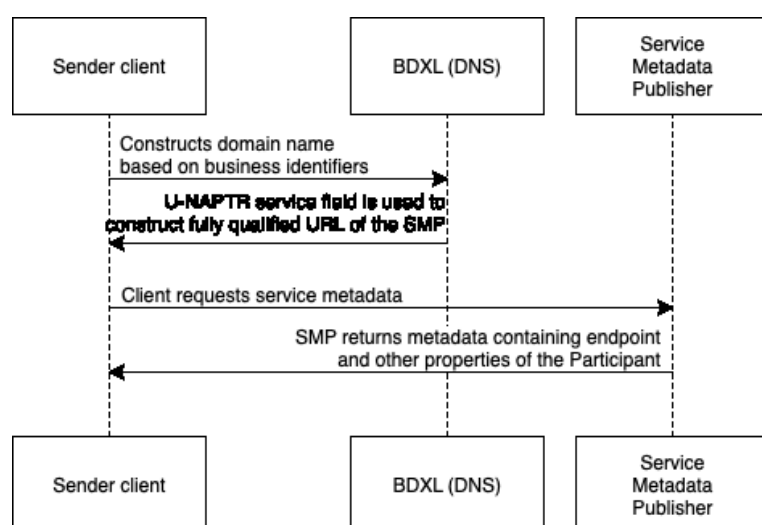 Sender client
BDXL (DNS)
Service
Metadata
Publisher
Constructs domain name
based on business identifiers
U-NAPTR service field is used to
construct fully qualified URL of the SMP
Client requests service metadata
SMP returns metadata containing endpoint
and other properties of the Participant
Sender client
BDXL (DNS)
Service
Metadata
Publisher